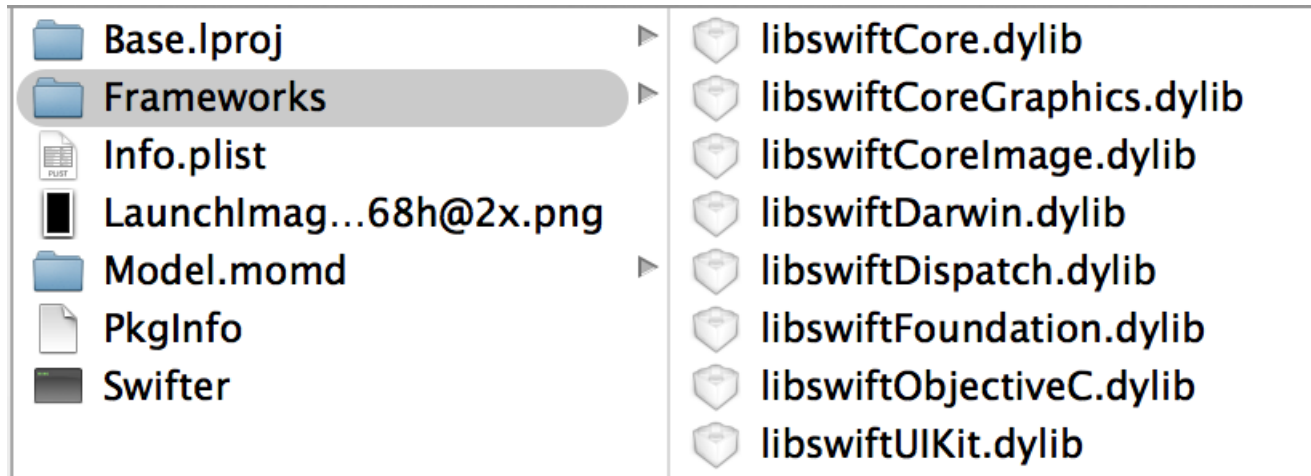 Base.lproj
Frameworks
Info.plist
PLIST
LaunchImag...68h@2x.png
Model.momd
PkgInfo
Swifter
libswiftCore.dylib
libswiftCoreGraphics.dylib
libswiftCoreImage.dylib
libswiftDarwin.dylib
libswiftDispatch.dylib
libswiftFoundation.dylib
libswiftObjectiveC.dylib
libswiftUIKit.dylib